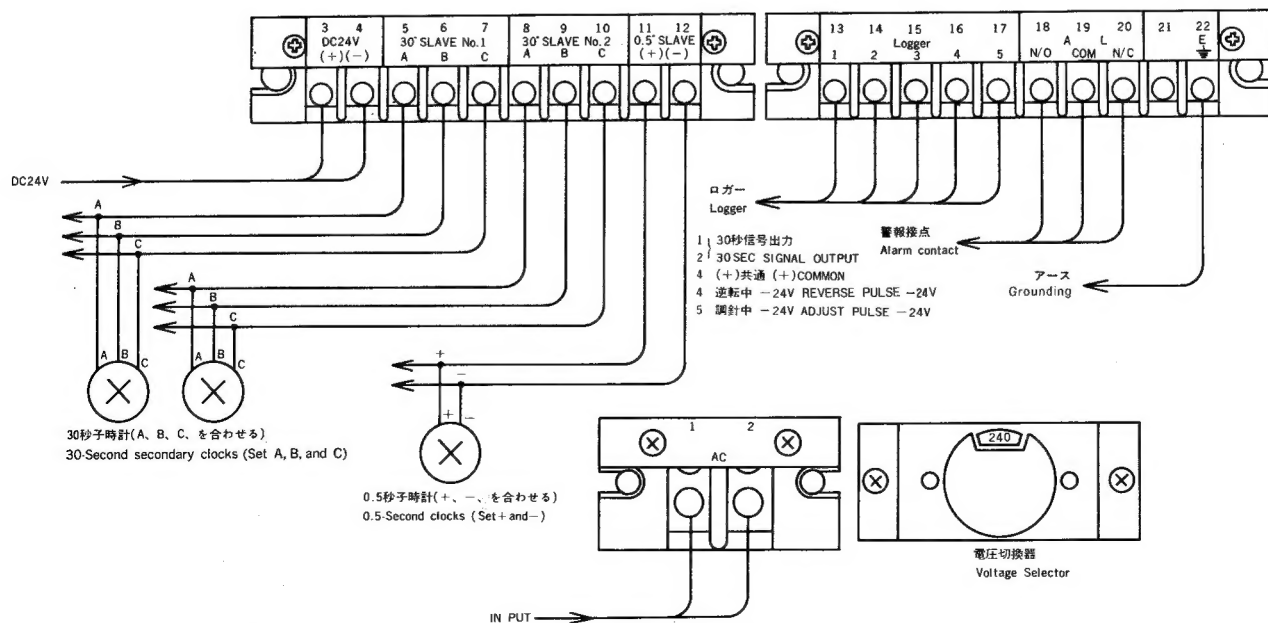 3 4 5 6 7 8 9 10 11 12
DC24V 30" SLAVE No.1 30" SLAVE No.2 0.5" SLAVE
(+) (-) A B C A B C (+) (-)
13 14 15 16 17 18 19 20 21 22
Logger A L E
1 2 3 4 5 N/O COM N/C
DC24V
A
B
C
A
B
C
A B C
A B C
30秒子時計(A、B、C、を合わせる)
30-Second secondary clocks (Set A, B, and C)
+
-
+ -
0.5秒子時計(+、-、を合わせる)
0.5-Second clocks (Set+and-)
ロガー
Logger
1 30秒信号出力
2 30 SEC SIGNAL OUTPUT
4 (+)共通 (+)COMMON
4 逆転中 -24V REVERSE PULSE -24V
5 調針中 -24V ADJUST PULSE -24V
警報接点
Alarm contact
アース
Grounding
1 2
AC
IN PUT
240
電圧切換器
Voltage Selector